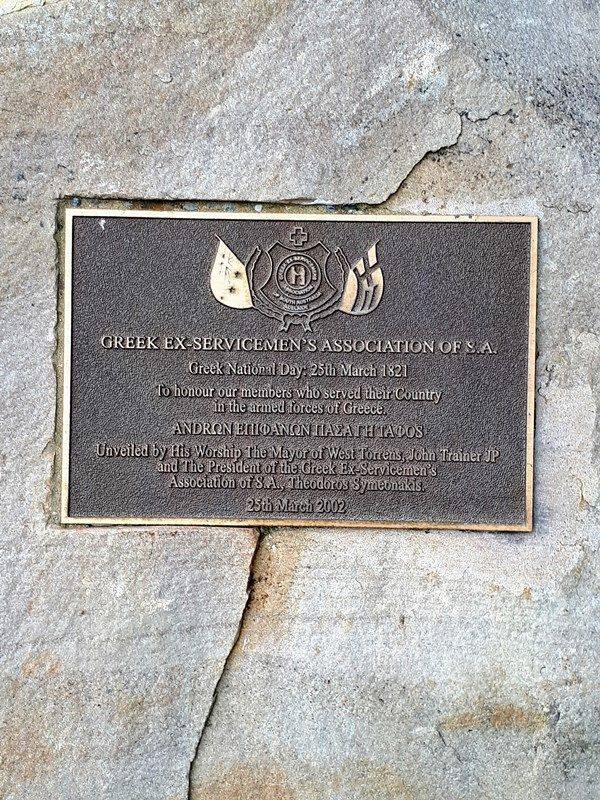 H
GREEK EX-SERVICEMEN'S ASSOCIATION OF S.A.
Greek National Day: 25th March 1821
To honour our members who served their Country
in the armed forces of Greece.
ΑΝΔΡΩΝ ΕΠΙΦΑΝΩΝ ΠΑΣΑ ΓΗ ΤΑΦΟΣ
Unveiled by His Worship The Mayor of West Torrens, John Trainer JP
and The President of the Greek Ex-Servicemen's
Association of S.A., Theodoros Symeonakis.
25th March 2002